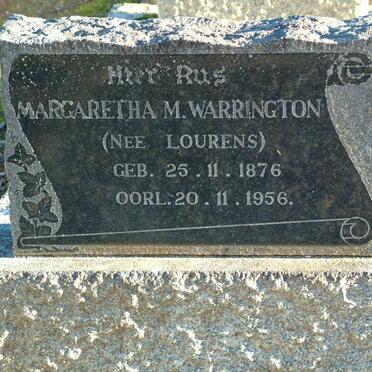 Hier Rus
MARGARETHA M. WARRINGTON
(NEE LOURENS)
GEB. 25.11.1876
OORL. 20.11.1956.